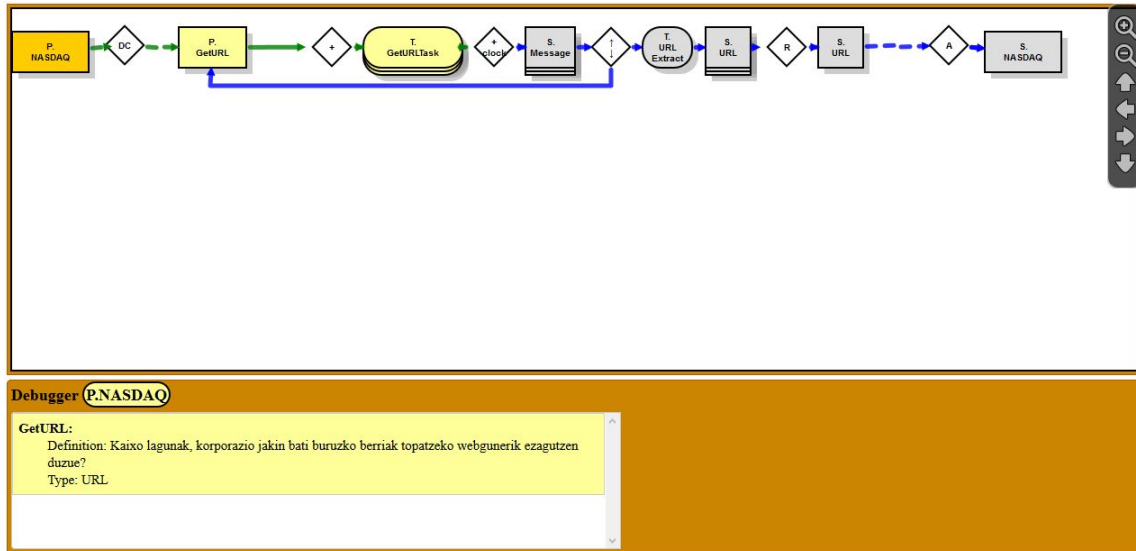 P.
NASDAQ
DC
P.
GetURL
+
T.
GetURLTask
+
clock
S.
Message
↑
↓
T.
URL
Extract
S.
URL
R
S.
URL
A
S.
NASDAQ
Debugger P.NASDAQ
GetURL:
Definition: Kaixo lagunak, korporazio jakin bati buruzko berriak topatzeko webgunerik ezagutzen
duzue?
Type: URL